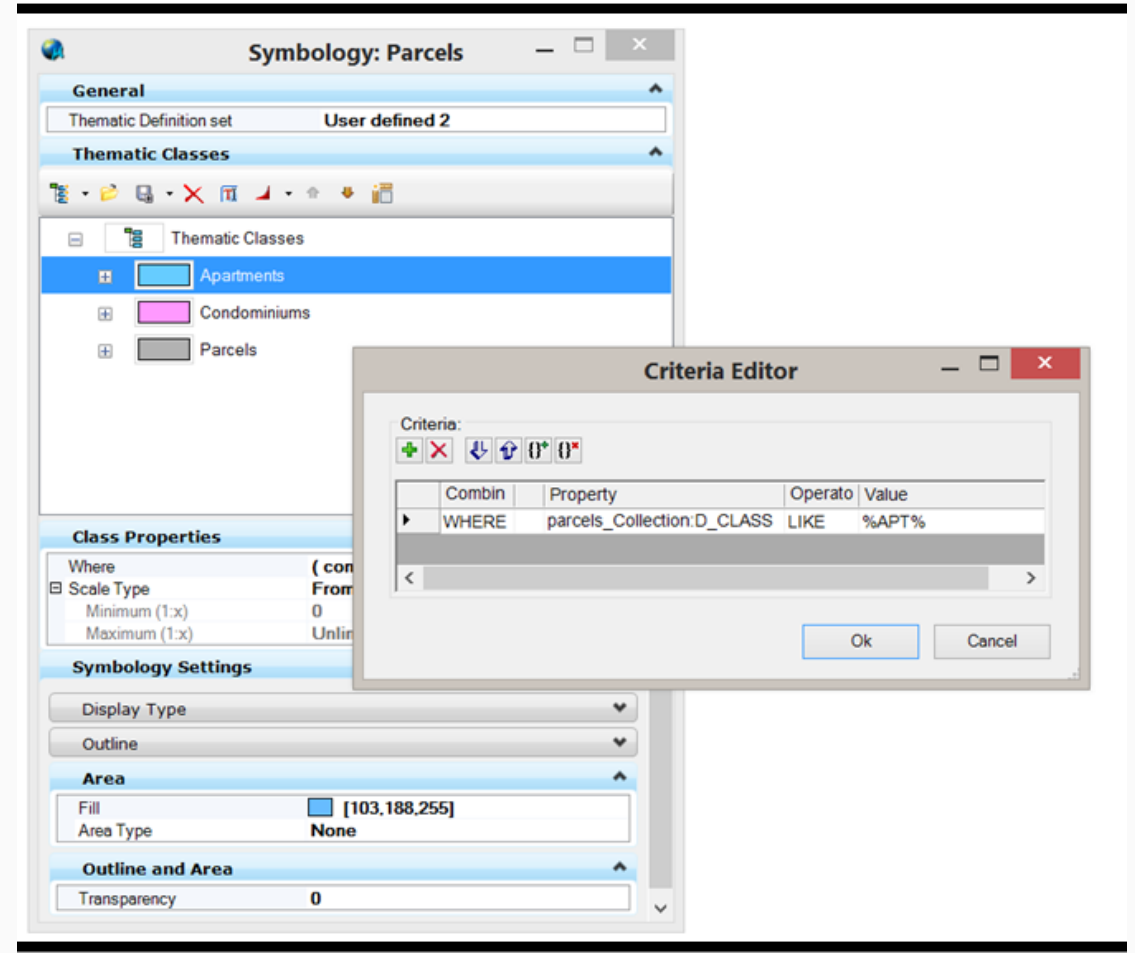 Symbology: Parcels
General
Thematic Definition set User defined 2
Thematic Classes
Thematic Classes
Apartments
Condominiums
Parcels
Criteria Editor
Criteria:
Combin Property Operato Value
WHERE parcels_Collection:D_CLASS LIKE %APT%
Ok Cancel
Class Properties
Where ( con
Scale Type From
Minimum (1:x) 0
Maximum (1:x) Unlin
Symbology Settings
Display Type
Outline
Area
Fill [103,188,255]
Area Type None
Outline and Area
Transparency 0